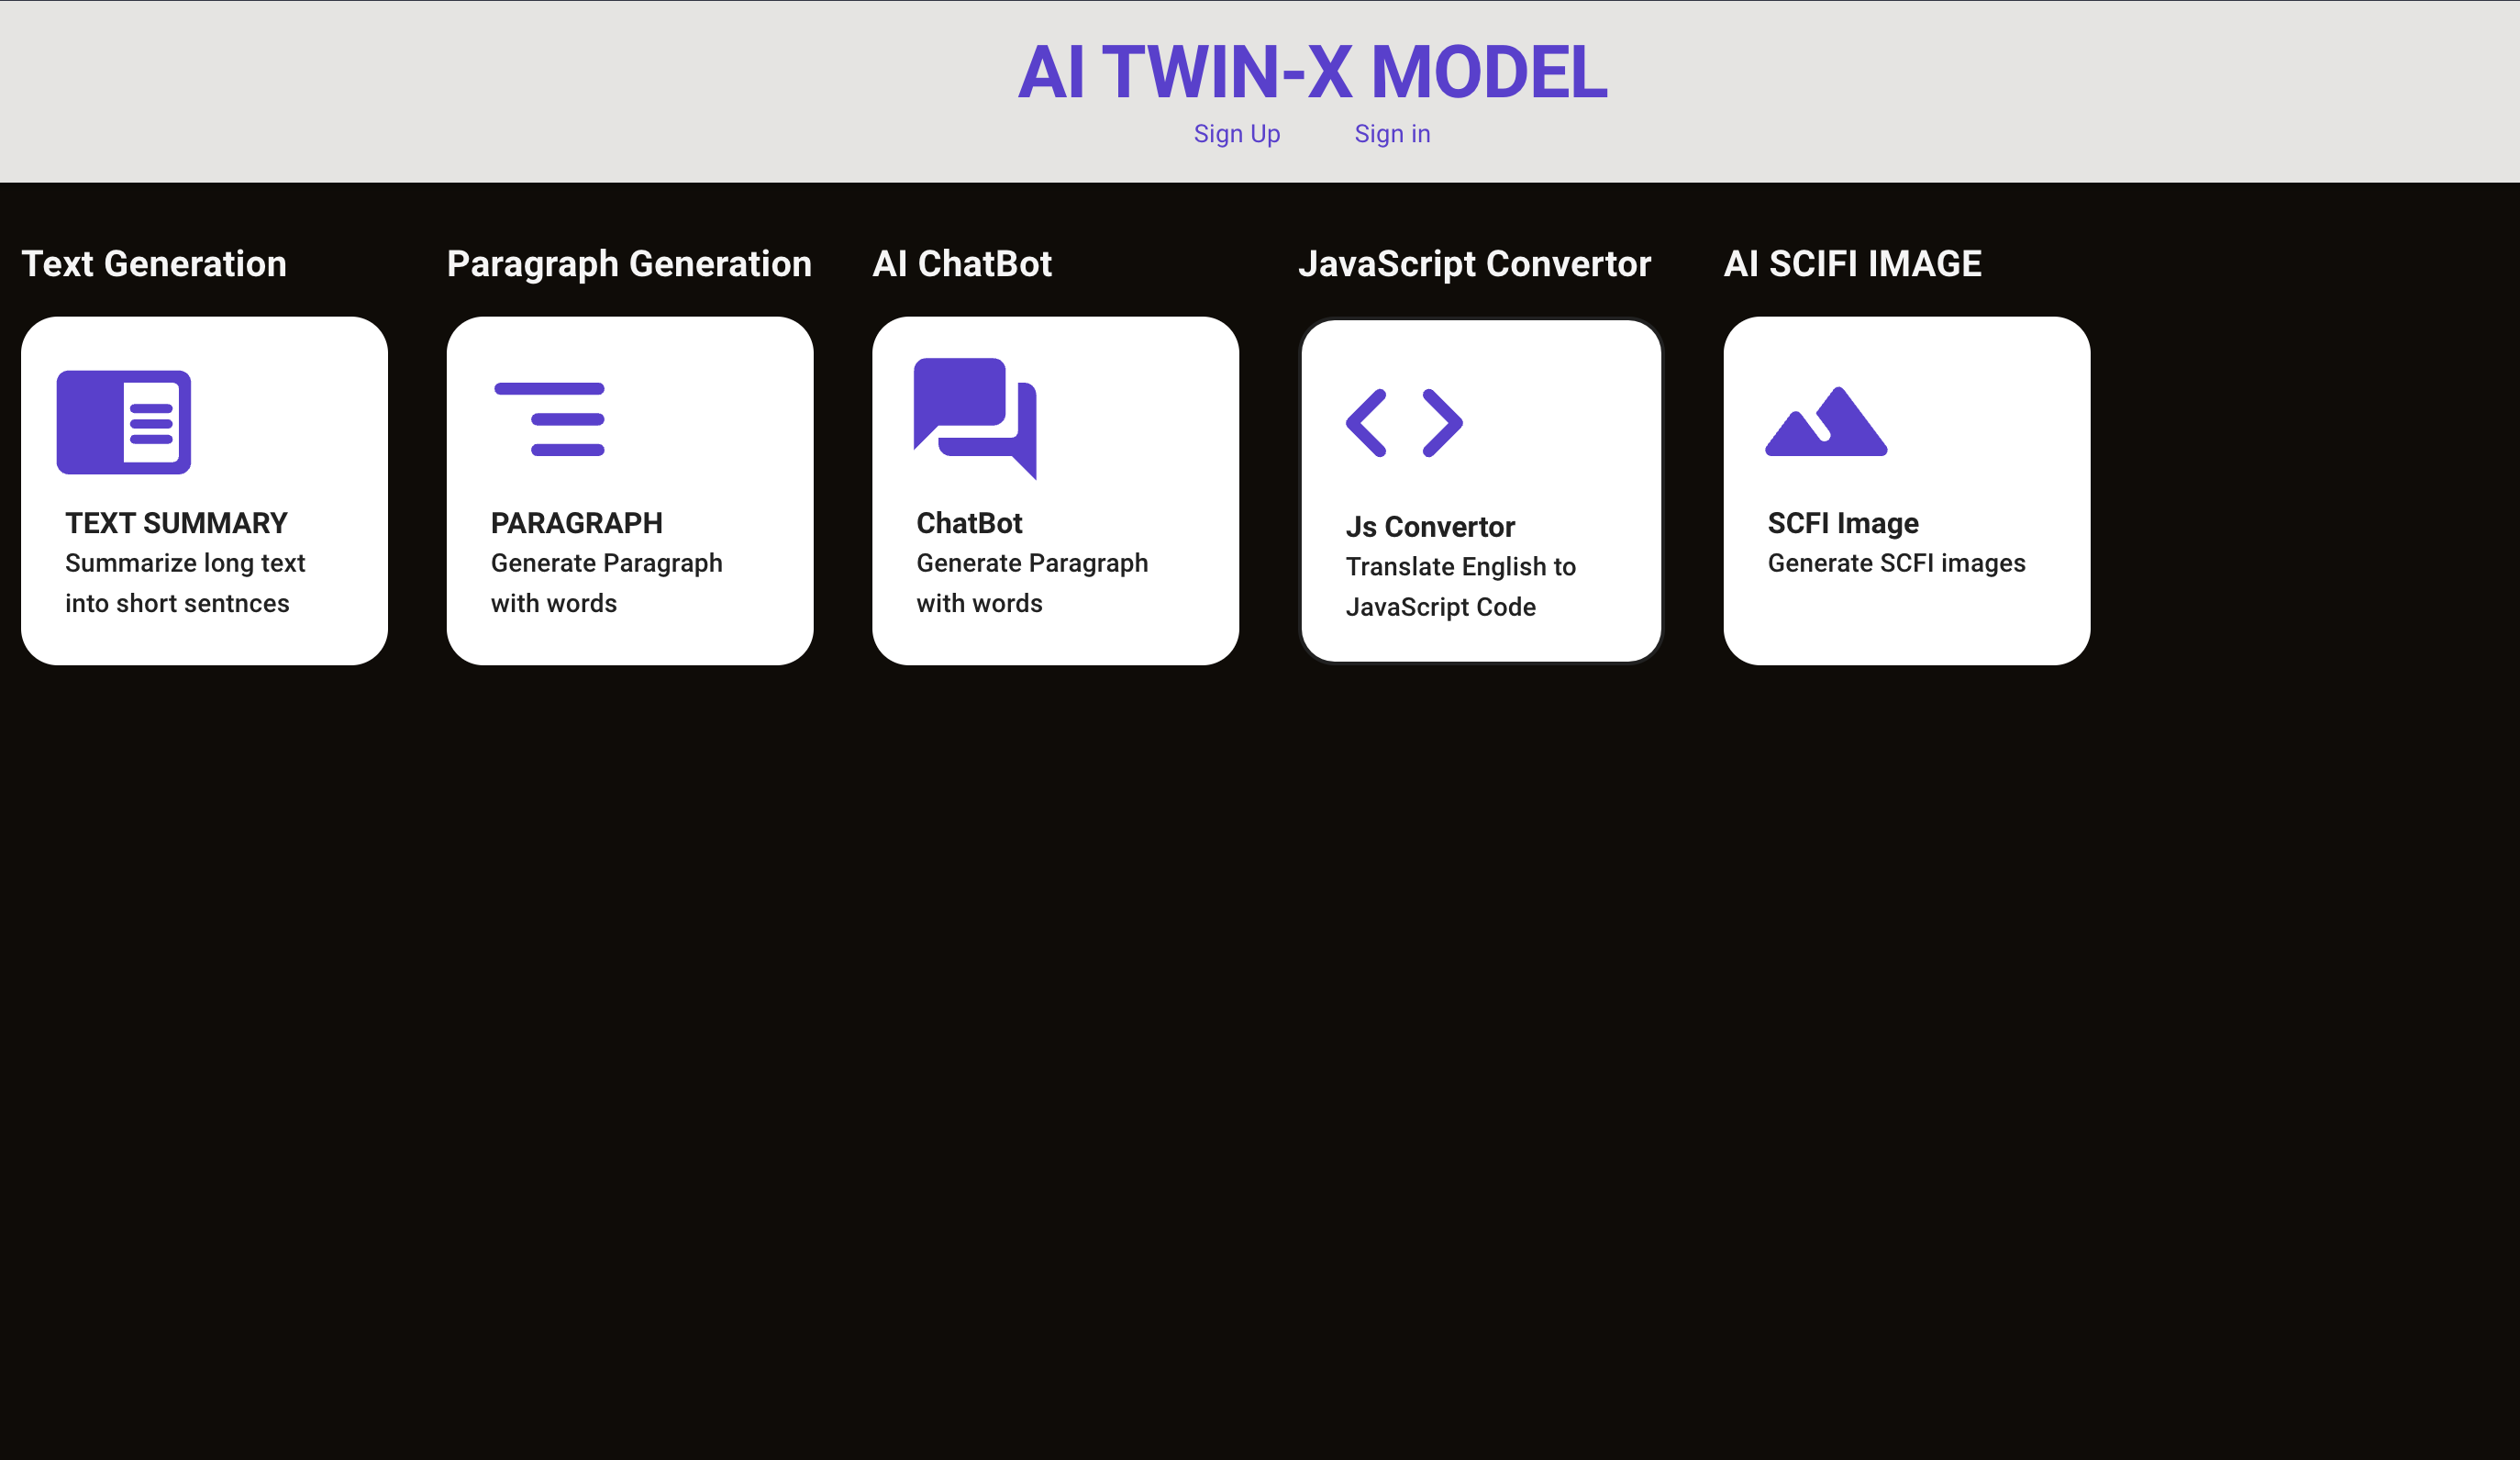 AI TWIN-X MODEL
Sign Up Sign in
Text Generation
TEXT SUMMARY
Summarize long text
into short sentnces
Paragraph Generation
PARAGRAPH
Generate Paragraph
with words
AI ChatBot
ChatBot
Generate Paragraph
with words
JavaScript Convertor
Js Convertor
Translate English to
JavaScript Code
AI SCIFI IMAGE
SCFI Image
Generate SCFI images